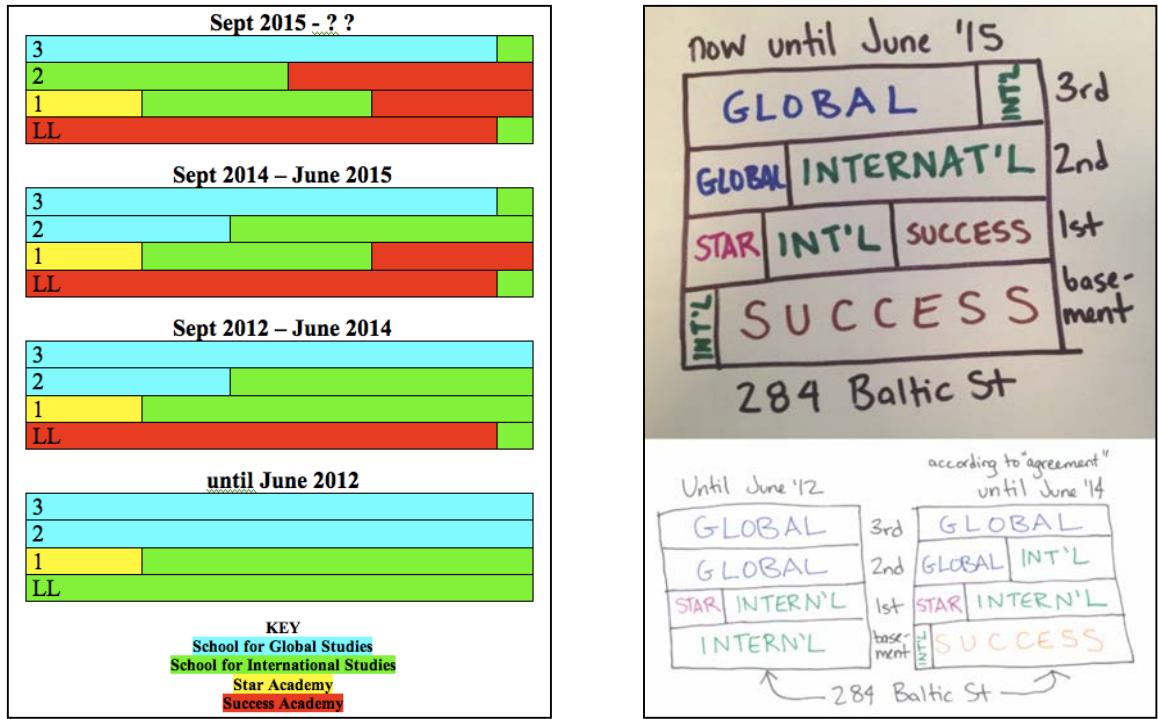 Sept 2015 - ? ?
3
2
1
LL
Sept 2014 – June 2015
3
2
1
LL
Sept 2012 – June 2014
3
2
1
LL
until June 2012
3
2
1
LL
KEY
School for Global Studies
School for International Studies
Star Academy
Success Academy
now until June '15
GLOBAL INT'L 3rd
GLOBAL INTERNAT'L 2nd
STAR INT'L SUCCESS 1st
INT'L SUCCESS base-
ment
284 Baltic St
Until June '12
according to "agreement"
until June '14
GLOBAL 3rd GLOBAL
GLOBAL 2nd GLOBAL INT'L
STAR INTERN'L 1st STAR INTERN'L
INTERN'L base-
ment INT'L SUCCESS
284 Baltic St